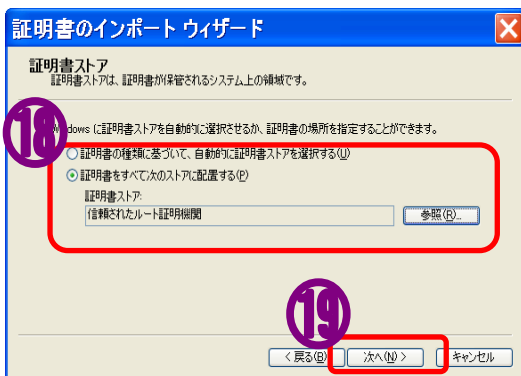 証明書のインポート ウィザード
証明書ストア
証明書ストアは、証明書が保管されるシステム上の領域です。
⑱
indows に証明書ストアを自動的に選択させるか、証明書の場所を指定することができます。
証明書の種類に基づいて、自動的に証明書ストアを選択する(U)
証明書をすべて次のストアに配置する(P)
証明書ストア:
信頼されたルート証明機関
参照(R)...
⑲
< 戻る(B)
次へ(N) >
キャンセル